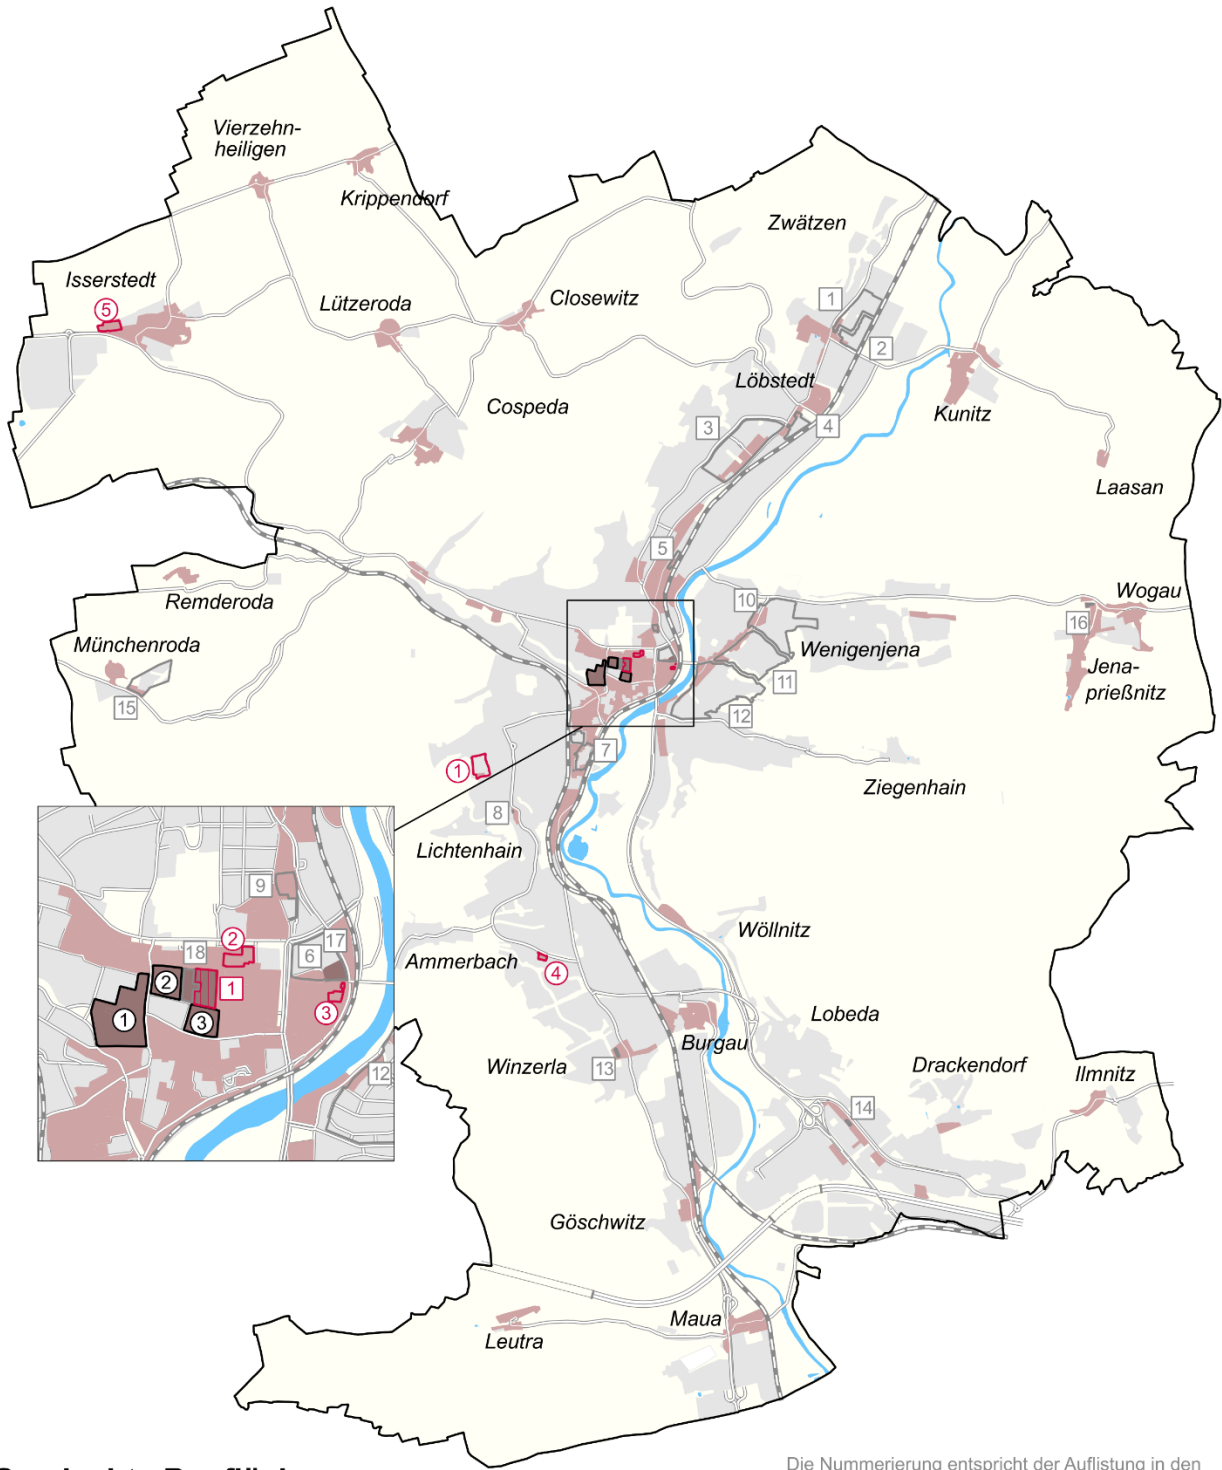 Vierzehn-
heiligen
Krippendorf
Zwätzen
Isserstedt
5
Lützeroda
Closewitz
1
2
Löbstedt
Cospeda
3
4
Kunitz
Laasan
5
Remderoda
10
Wogau
16
Münchenroda
Wenigenjena
Jena-
prießnitz
11
15
12
7
1
Ziegenhain
8
Lichtenhain
9
2
17
18
6
Wöllnitz
Ammerbach
4
2
1
1
3
3
Lobeda
Burgau
Winzerla
13
12
Drackendorf
Ilmnitz
14
Göschwitz
Maua
Leutra
Die Nummerierung entspricht der Auflistung in den